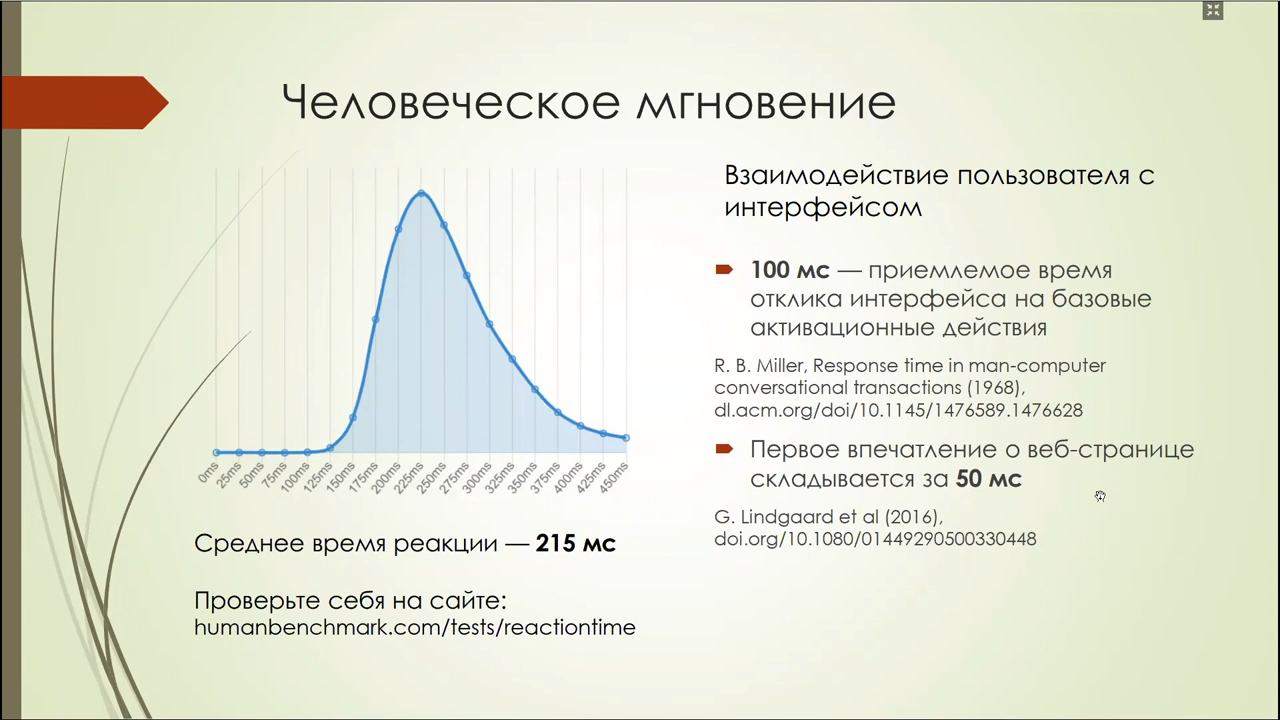 Человеческое мгновение
0ms
25ms
50ms
75ms
100ms
125ms
150ms
175ms
200ms
225ms
250ms
275ms
300ms
325ms
350ms
375ms
400ms
425ms
450ms
Среднее время реакции — 215 мс
Проверьте себя на сайте:
humanbenchmark.com/tests/reactiontime
Взаимодействие пользователя с
интерфейсом
100 мс — приемлемое время
отклика интерфейса на базовые
активационные действия
R. B. Miller, Response time in man-computer
conversational transactions (1968),
dl.acm.org/doi/10.1145/1476589.1476628
Первое впечатление о веб-странице
складывается за 50 мс
G. Lindgaard et al (2016),
doi.org/10.1080/01449290500330448